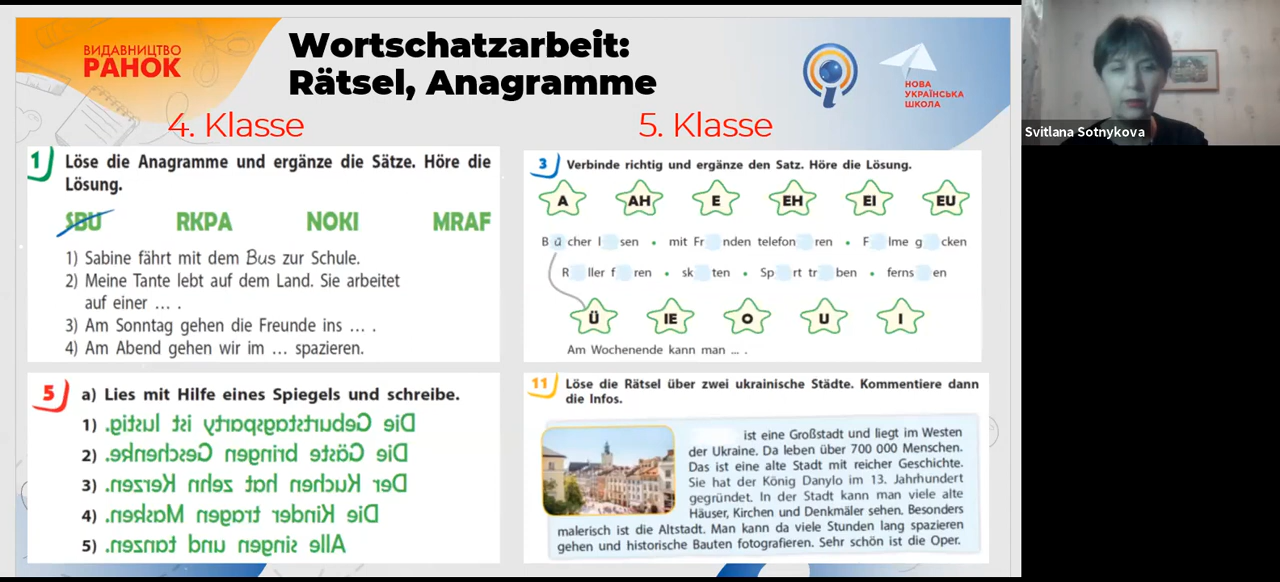 ВИДАВНИЦТВО
РАНОК
Wortschatzarbeit:
Rätsel, Anagramme
НОВА
УКРАЇНСЬКА
ШКОЛА
Svitlana Sotnykova
4. Klasse
1 Löse die Anagramme und ergänze die Sätze. Höre die
Lösung.
SBU RKPA NOKI MRAF
1) Sabine fährt mit dem Bus zur Schule.
2) Meine Tante lebt auf dem Land. Sie arbeitet
auf einer ... .
3) Am Sonntag gehen die Freunde ins ... .
4) Am Abend gehen wir im ... spazieren.
5 a) Lies mit Hilfe eines Spiegels und schreibe.
1) Die Geburtstagsparty ist lustig.
2) Die Gäste bringen Geschenke.
3) Der Kuchen hat zehn Kerzen.
4) Die Kinder tragen Masken.
5) Alle singen und tanzen.
5. Klasse
3 Verbinde richtig und ergänze den Satz. Höre die Lösung.
A AH E EH EI EU
B ü cher l sen • mit Fr nden telefon ren • F lme g cken
R ller f ren • sk ten • Sp rt tr ben • ferns en
Ü IE O U I
Am Wochenende kann man ... .
11 Löse die Rätsel über zwei ukrainische Städte. Kommentiere dann
die Infos.
ist eine Großstadt und liegt im Westen
der Ukraine. Da leben über 700 000 Menschen.
Das ist eine alte Stadt mit reicher Geschichte.
Sie hat der König Danylo im 13. Jahrhundert
gegründet. In der Stadt kann man viele alte
Häuser, Kirchen und Denkmäler sehen. Besonders
malerisch ist die Altstadt. Man kann da viele Stunden lang spazieren
gehen und historische Bauten fotografieren. Sehr schön ist die Oper.